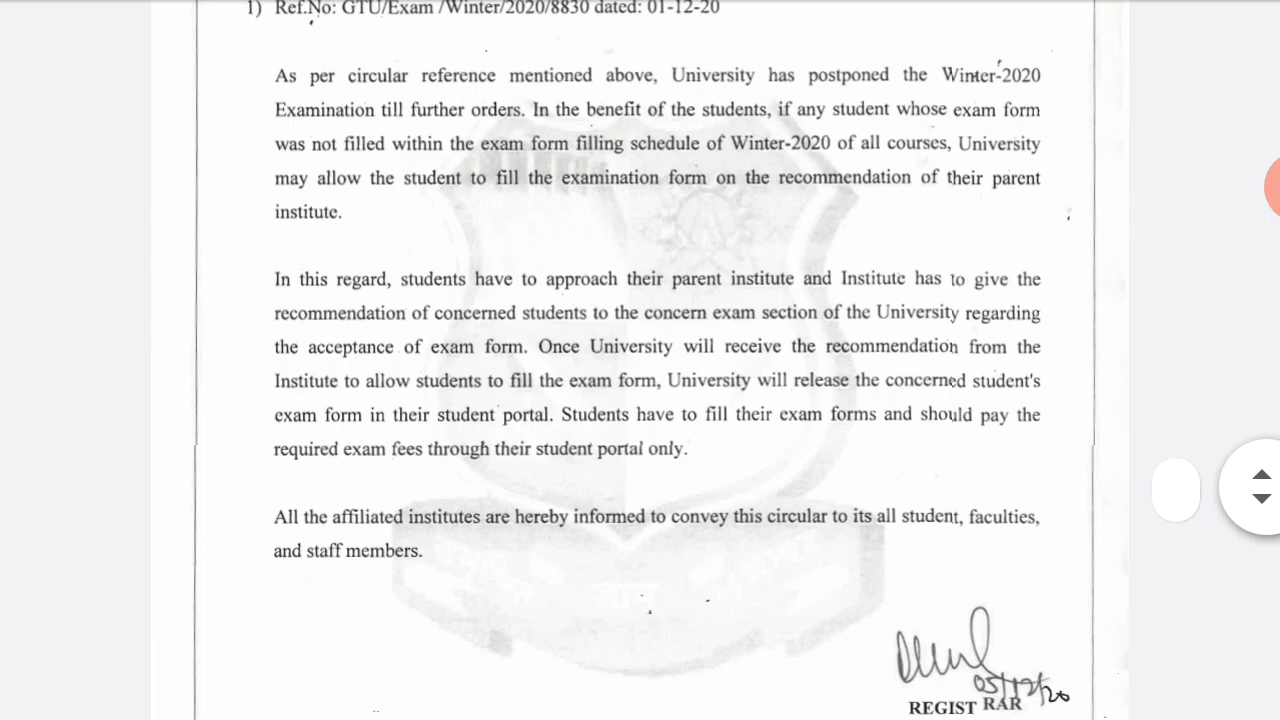 1) Ref.No: GTU/Exam /Winter/2020/8830 dated: 01-12-20
As per circular reference mentioned above, University has postponed the Winter-2020
Examination till further orders. In the benefit of the students, if any student whose exam form
was not filled within the exam form filling schedule of Winter-2020 of all courses, University
may allow the student to fill the examination form on the recommendation of their parent
institute.
In this regard, students have to approach their parent institute and Institute has to give the
recommendation of concerned students to the concern exam section of the University regarding
the acceptance of exam form. Once University will receive the recommendation from the
Institute to allow students to fill the exam form, University will release the concerned student's
exam form in their student portal. Students have to fill their exam forms and should pay the
required exam fees through their student portal only.
All the affiliated institutes are hereby informed to convey this circular to its all student, faculties,
and staff members.
05/12/20
REGISTRAR